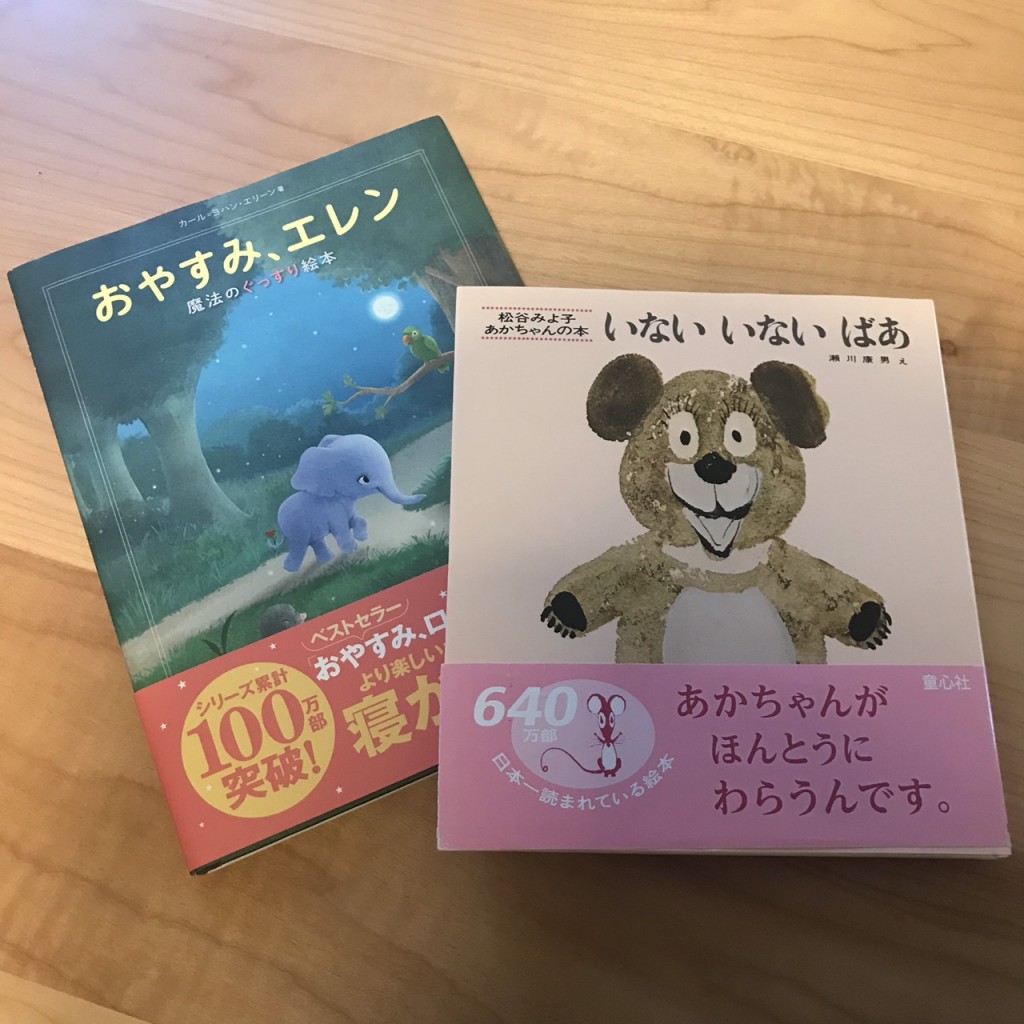 カール=ヨハン・エリーン 著
おやすみ、エレン
魔法のぐっすり絵本
ベストセラー
おやすみ、ロ
より楽しい
寝か
シリーズ累計
100万部
突破!
松谷みよ子
あかちゃんの本
いない いない ばあ
瀬川康男 え
童心社
640
万部
日本一読まれている絵本
あかちゃんが
ほんとうに
わらうんです。